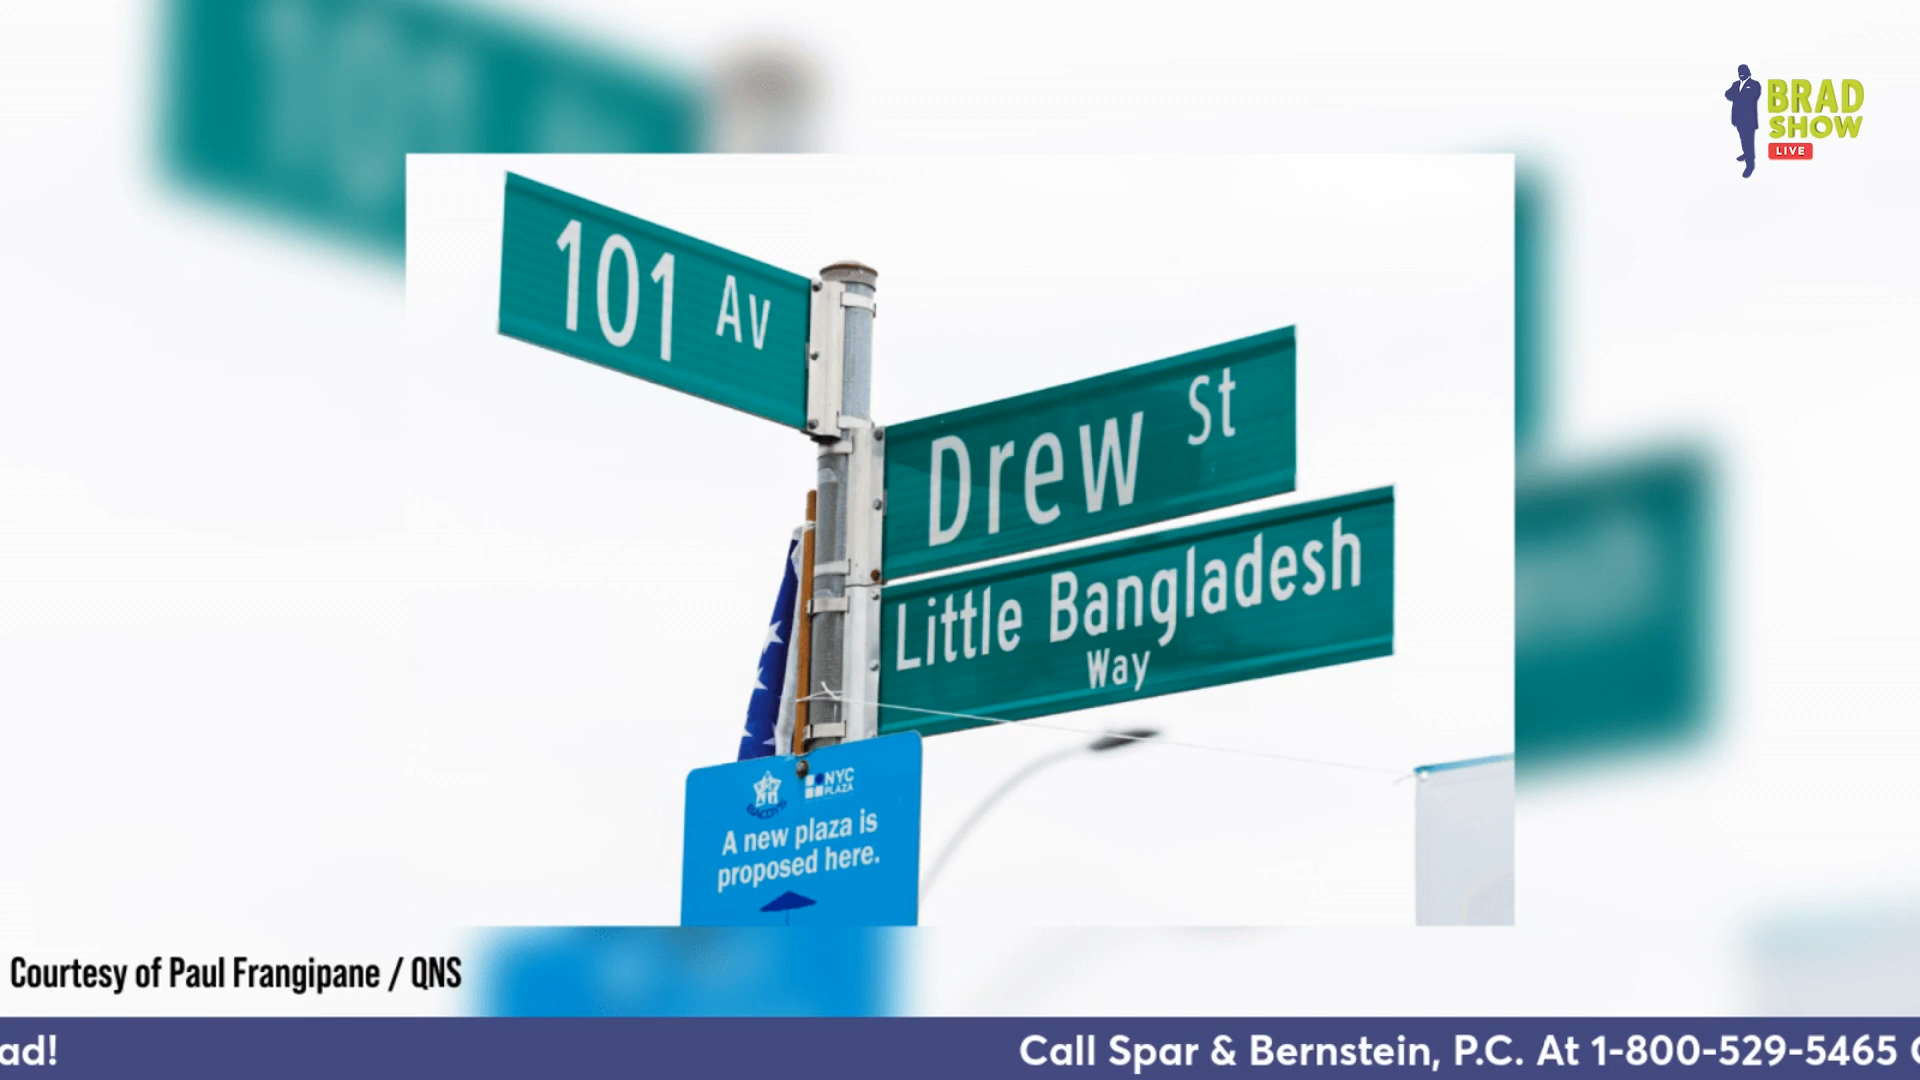 BRAD
SHOW
LIVE
101 Av
Drew St
Little Bangladesh
Way
NYC
PLAZA
A new plaza is
proposed here.
Courtesy of Paul Frangipane / QNS
ad!
Call Spar & Bernstein, P.C. At 1-800-529-5465